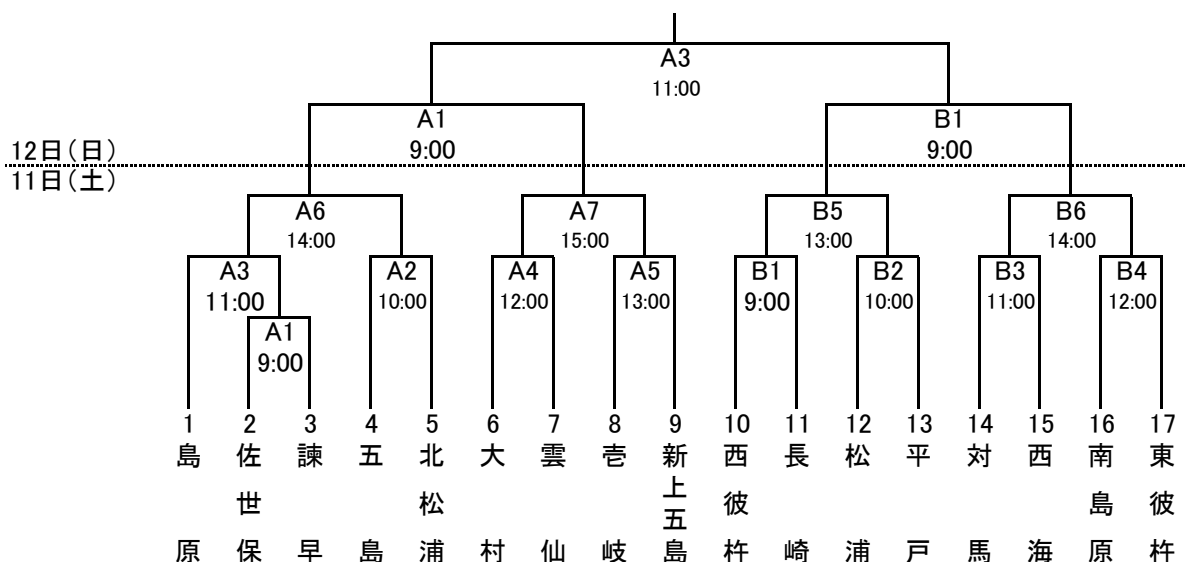 A3
11:00
A1
9:00
B1
9:00
12日(日)
11日(土)
A6
14:00
A7
15:00
B5
13:00
B6
14:00
A3
11:00
A2
10:00
A4
12:00
A5
13:00
B1
9:00
B2
10:00
B3
11:00
B4
12:00
A1
9:00
1
島原
2
佐世保
3
諫早
4
五島
5
北松浦
6
大村
7
雲仙
8
壱岐
9
新上五島
10
西彼杵
11
長崎
12
松浦
13
平戸
14
対馬
15
西海
16
南島原
17
東彼杵